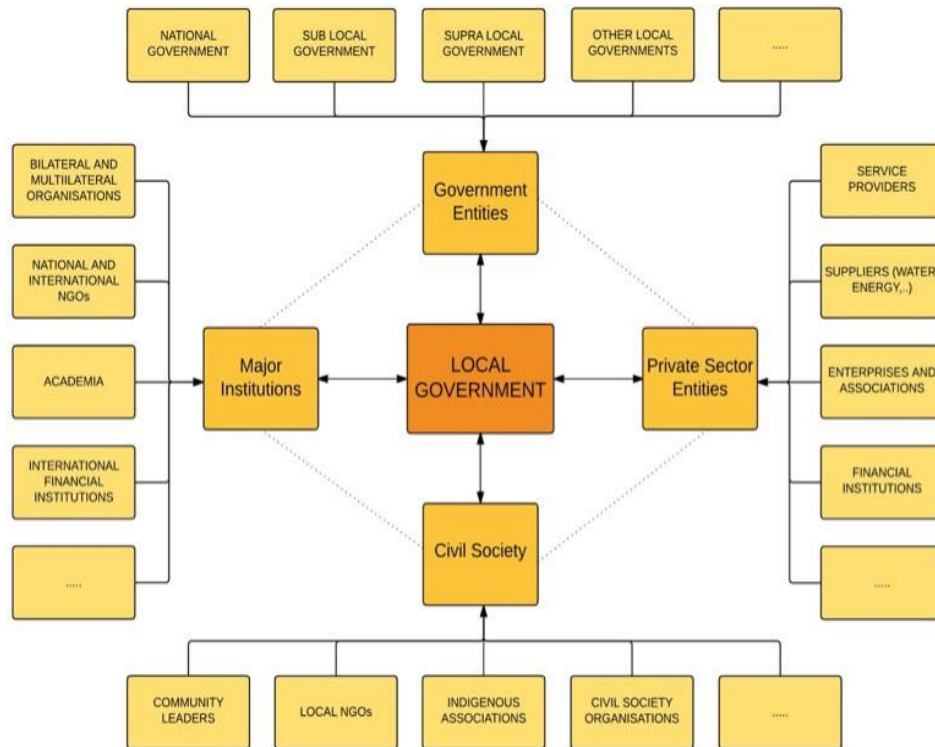 NATIONAL
GOVERNMENT
SUB LOCAL
GOVERNMENT
SUPRA LOCAL
GOVERNMENT
OTHER LOCAL
GOVERNMENTS
.....
BILATERAL AND
MULTIILATERAL
ORGANISATIONS
NATIONAL AND
INTERNATIONAL
NGOs
ACADEMIA
INTERNATIONAL
FINANCIAL
INSTITUTIONS
.....
Government
Entities
Major
Institutions
LOCAL
GOVERNMENT
Private Sector
Entities
Civil Society
SERVICE
PROVIDERS
SUPPLIERS (WATER,
ENERGY,..)
ENTERPRISES AND
ASSOCIATIONS
FINANCIAL
INSTITUTIONS
.....
COMMUNITY
LEADERS
LOCAL NGOs
INDIGENOUS
ASSOCIATIONS
CIVIL SOCIETY
ORGANISATIONS
.....